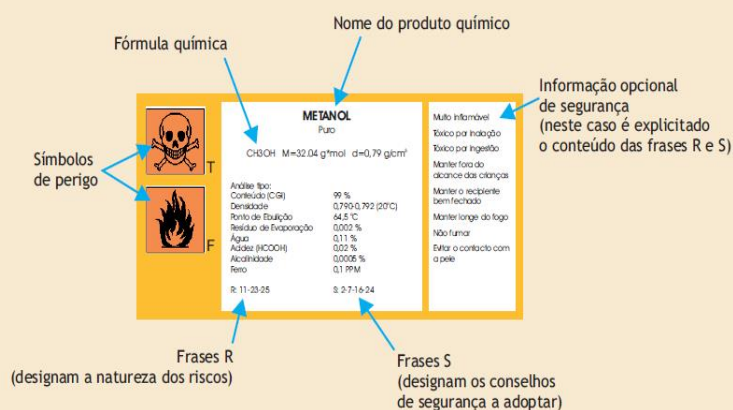 Nome do produto químico
Fórmula química
Informação opcional
de segurança
(neste caso é explicitado
o conteúdo das frases R e S)
Símbolos
de perigo
T
F
METANOL
Puro
CH3OH M=32.04 g*mol d=0,79 g/cm³
Análise tipo:
Conteúdo (CGI) 99 %
Densidade 0,790-0,792 (20°C)
Ponto de Ebulição 64,5 °C
Resíduo de Evaporação 0,002 %
Água 0,11 %
Acidez (HCOOH) 0,02 %
Alcalinidade 0,0005 %
Ferro 0,1 PPM
R: 11-23-25 S: 2-7-16-24
Muito Inflamável
Tóxico por Inalação
Tóxico por Ingestão
Manter fora do
alcance das crianças
Manter o recipiente
bem fechado
Manter longe do fogo
Não fumar
Evitar o contacto com
a pele
Frases R
(designam a natureza dos riscos)
Frases S
(designam os conselhos
de segurança a adoptar)